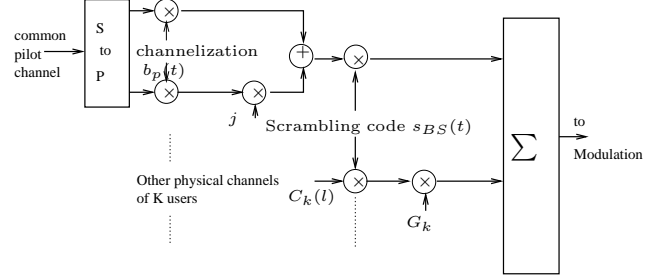 common
pilot
channel
S
to
P
×
channelization
b_p(t)
×
×
j
+
×
Scrambling code s_{BS}(t)
Other physical channels
of K users
C_k(l)
×
×
G_k
Σ
to
Modulation